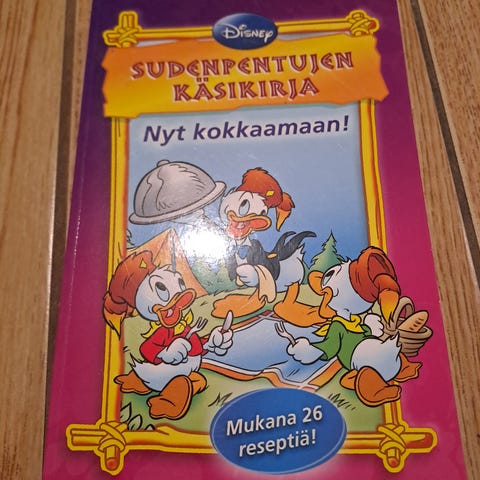 Disney
SUDENPENTUJEN
KÄSIKIRJA
Nyt kokkaamaan!
Mukana 26
reseptiä!